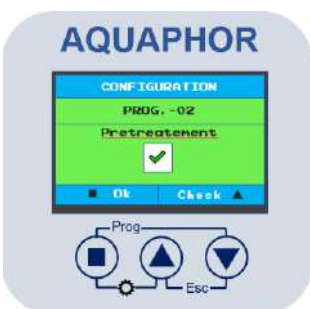 AQUAPHOR
CONFIGURATION
PROG.-02
Pretreatement
Ok Check
Prog
Esc